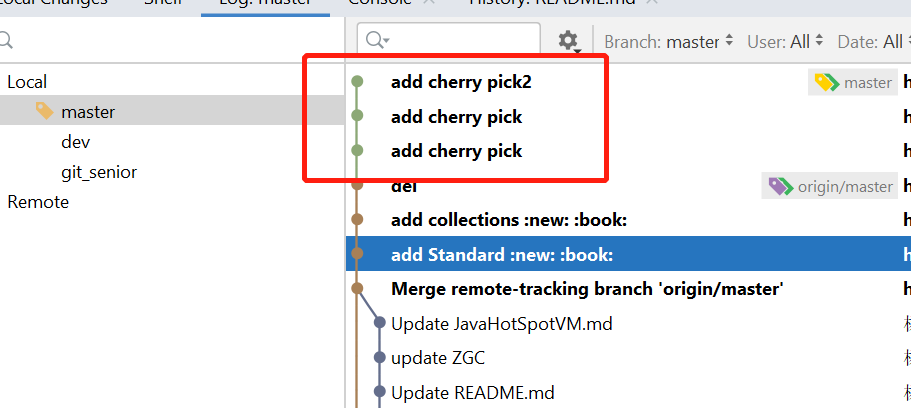 Local Changes
Shell
Log: master
Console
History: README.md
Branch: master
User: All
Date: All
Local
master
dev
git_senior
Remote
add cherry pick2
master
add cherry pick
add cherry pick
del
origin/master
add collections :new: :book:
add Standard :new: :book:
Merge remote-tracking branch 'origin/master'
Update JavaHotSpotVM.md
update ZGC
Update README.md